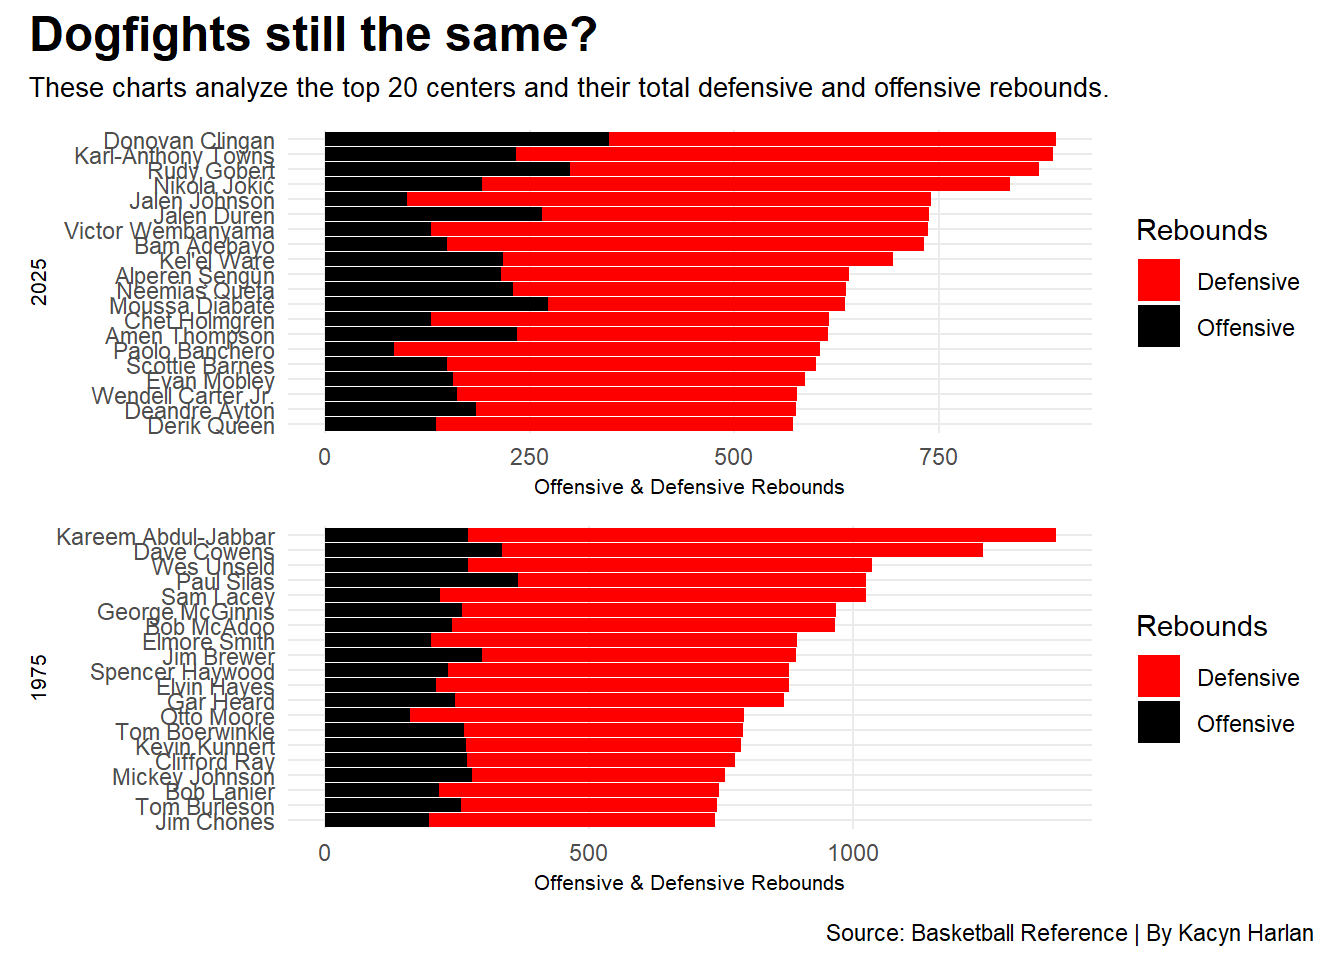 Dogfights still the same?
These charts analyze the top 20 centers and their total defensive and offensive rebounds.
2025
Donovan Clingan
Karl-Anthony Towns
Rudy Gobert
Nikola Jokić
Jalen Johnson
Jalen Duren
Victor Wembanyama
Bam Adebayo
Kel'el Ware
Alperen Sengun
Neemias Queta
Moussa Diabaté
Chet Holmgren
Amen Thompson
Paolo Banchero
Scottie Barnes
Evan Mobley
Wendell Carter Jr.
Deandre Ayton
Derik Queen
0 250 500 750
Offensive & Defensive Rebounds
Rebounds
Defensive
Offensive
1975
Kareem Abdul-Jabbar
Dave Cowens
Wes Unseld
Paul Silas
Sam Lacey
George McGinnis
Bob McAdoo
Elmore Smith
Jim Brewer
Spencer Haywood
Elvin Hayes
Gar Heard
Otto Moore
Tom Boerwinkle
Kevin Kunnert
Clifford Ray
Mickey Johnson
Bob Lanier
Tom Burleson
Jim Chones
0 500 1000
Offensive & Defensive Rebounds
Rebounds
Defensive
Offensive
Source: Basketball Reference | By Kacyn Harlan